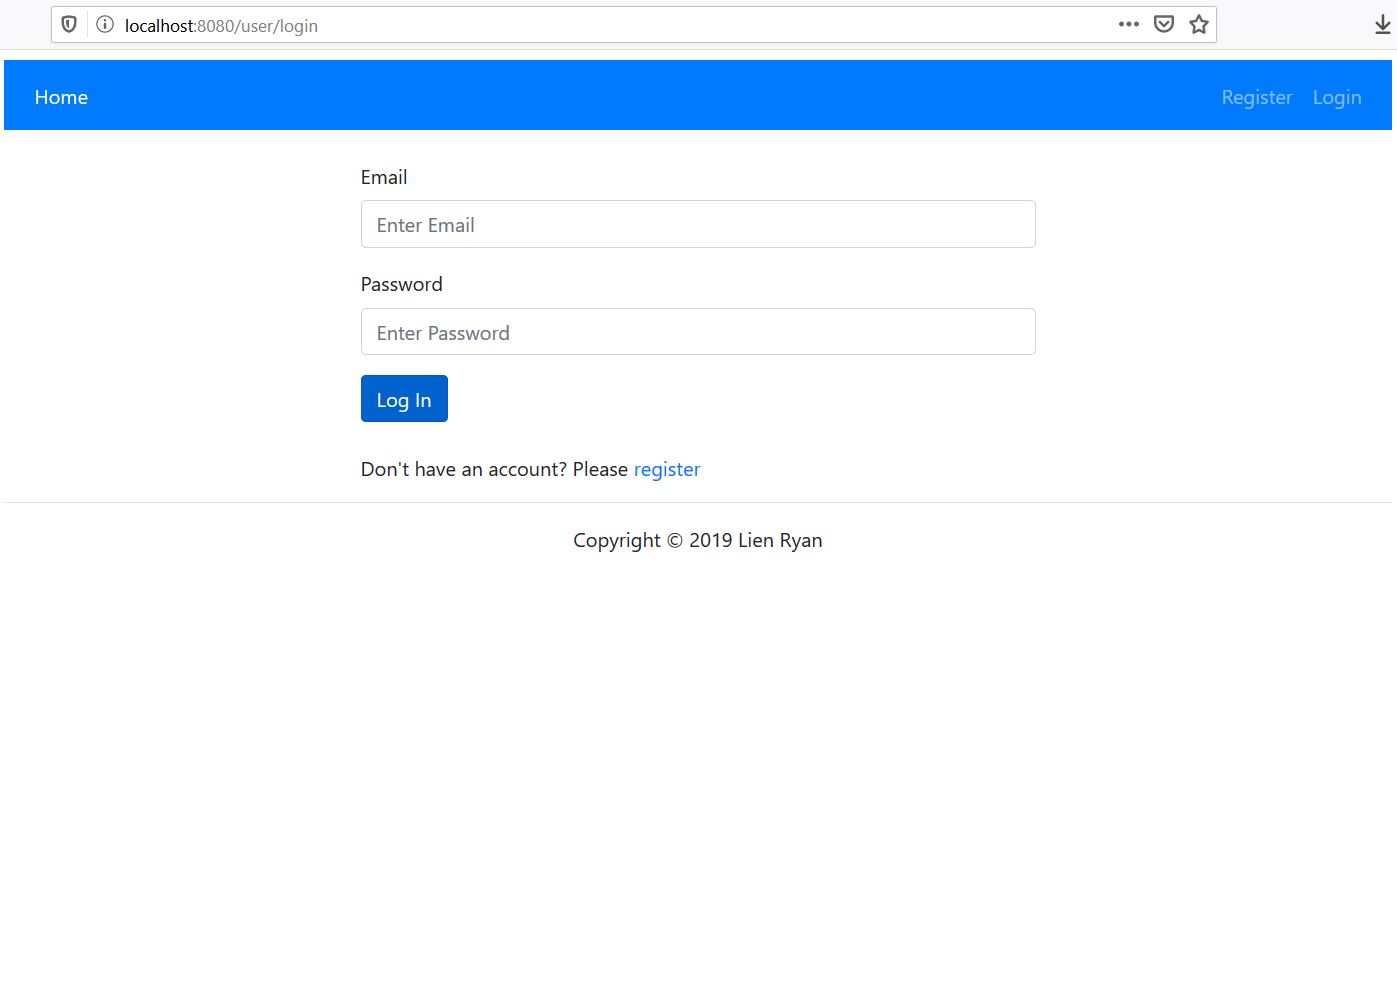 localhost:8080/user/login
Home Register Login
Email
Enter Email
Password
Enter Password
Log In
Don't have an account? Please register
Copyright © 2019 Lien Ryan